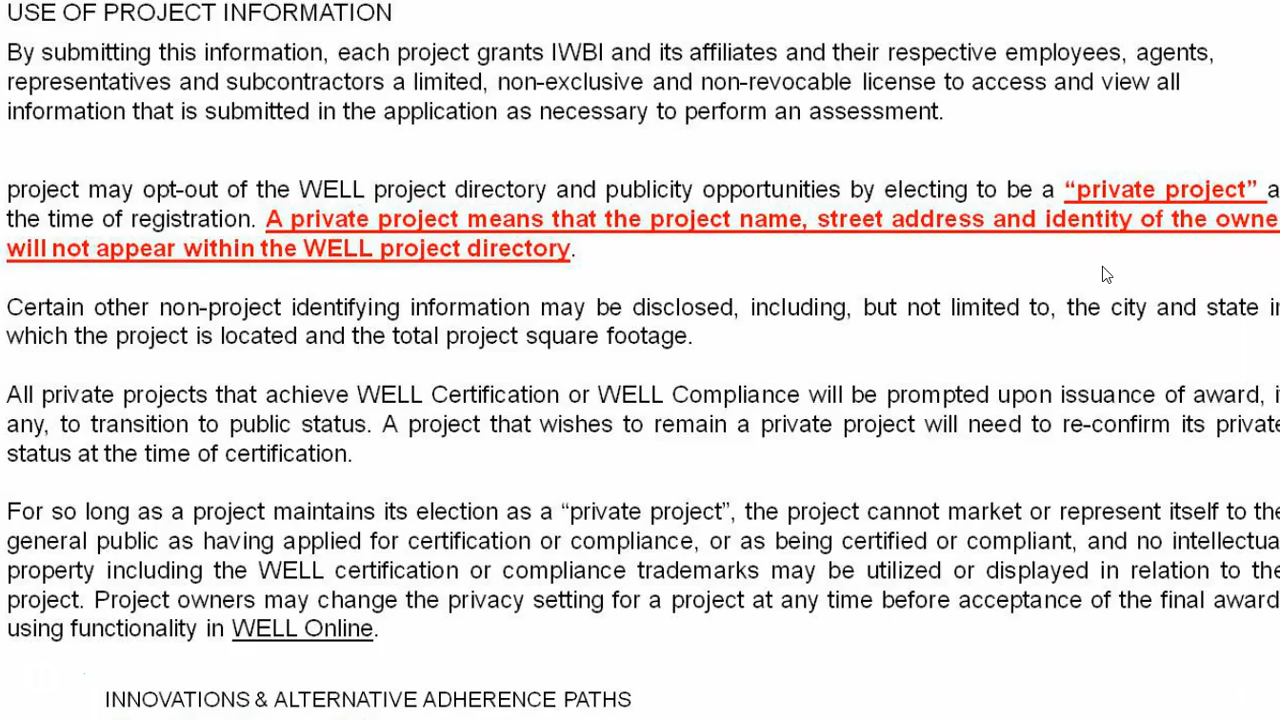 USE OF PROJECT INFORMATION
By submitting this information, each project grants IWBI and its affiliates and their respective employees, agents,
representatives and subcontractors a limited, non-exclusive and non-revocable license to access and view all
information that is submitted in the application as necessary to perform an assessment.
project may opt-out of the WELL project directory and publicity opportunities by electing to be a “private project” a
the time of registration. A private project means that the project name, street address and identity of the owne
will not appear within the WELL project directory.
Certain other non-project identifying information may be disclosed, including, but not limited to, the city and state in
which the project is located and the total project square footage.
All private projects that achieve WELL Certification or WELL Compliance will be prompted upon issuance of award, i
any, to transition to public status. A project that wishes to remain a private project will need to re-confirm its private
status at the time of certification.
For so long as a project maintains its election as a “private project”, the project cannot market or represent itself to the
general public as having applied for certification or compliance, or as being certified or compliant, and no intellectua
property including the WELL certification or compliance trademarks may be utilized or displayed in relation to the
project. Project owners may change the privacy setting for a project at any time before acceptance of the final award
using functionality in WELL Online.
INNOVATIONS & ALTERNATIVE ADHERENCE PATHS